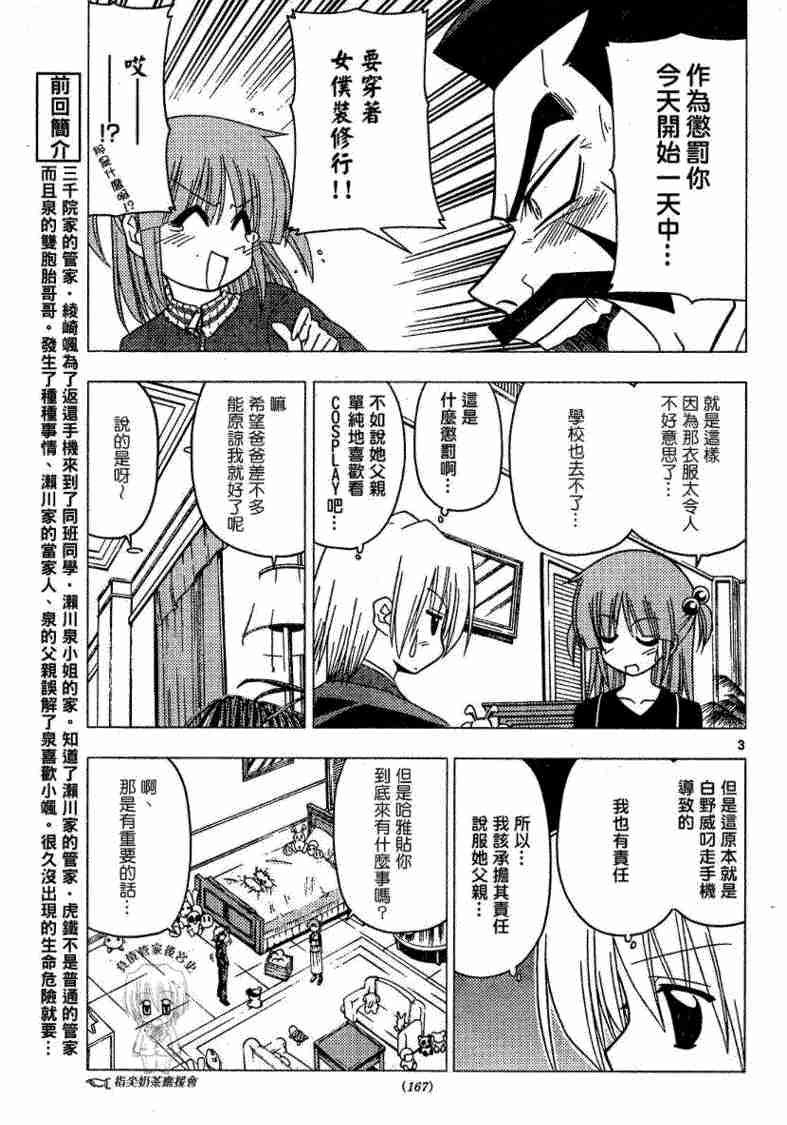 作為懲罰你
今天開始一天中…
要穿著
女僕裝修行!!
哎——
!?
那是什麼嘛!?
就是這樣
因為那衣服太令人
不好意思了…
學校也去不了…
這是
什麼懲罰啊…
不如說她父親
單純地喜歡看
COSPLAY吧…
嘛
希望爸爸差不多
能原諒我就好了呢
說的是呀~
3
但是這原本就是
白野威叼走手機
導致的
我也有責任
所以…
我該承擔其責任
說服她父親…
但是哈雅貼你
到底來有什麼事嗎?
啊、
那是有重要的話…
前回簡介
三千院家的管家·綾崎颯為了返還手機來到了同班同學·瀨川泉小姐的家。知道了瀨川家的管家·虎鐵不是普通的管家
而且泉的雙胞胎哥哥。發生了種種事情、瀨川家的當家人、泉的父親誤解了泉喜歡小颯。很久沒出現的生命危險就要…
負債管家後宮史
指尖奶茶應援會
(167)